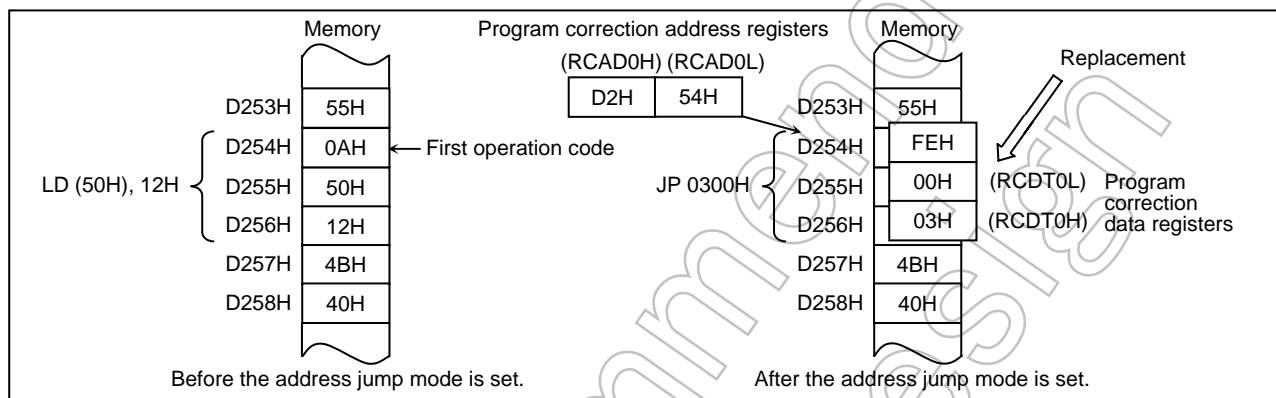 Memory
Program correction address registers
Memory
(RCAD0H) (RCAD0L)
Replacement
D2H 54H
D253H 55H
D254H 0AH
First operation code
LD (50H), 12H
D255H 50H
D256H 12H
D257H 4BH
D258H 40H
D253H 55H
D254H FEH
JP 0300H
D255H 00H (RCDT0L)
D256H 03H (RCDT0H)
Program
correction
data registers
D257H 4BH
D258H 40H
Before the address jump mode is set.
After the address jump mode is set.